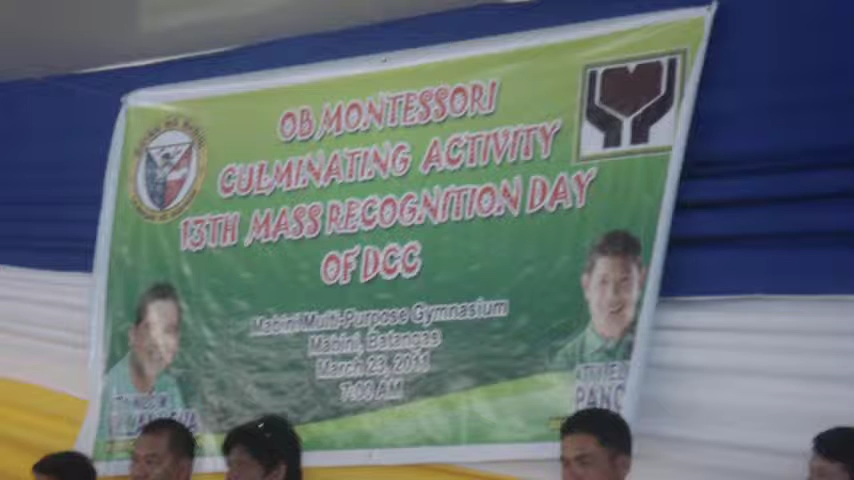 OB MONTESSORI
CULMINATING ACTIVITY
13TH MASS RECOGNITION DAY
OF DCC
Mabini Multi-Purpose Gymnasium
Mabini, Batangas
March 23, 2011
7:00 AM